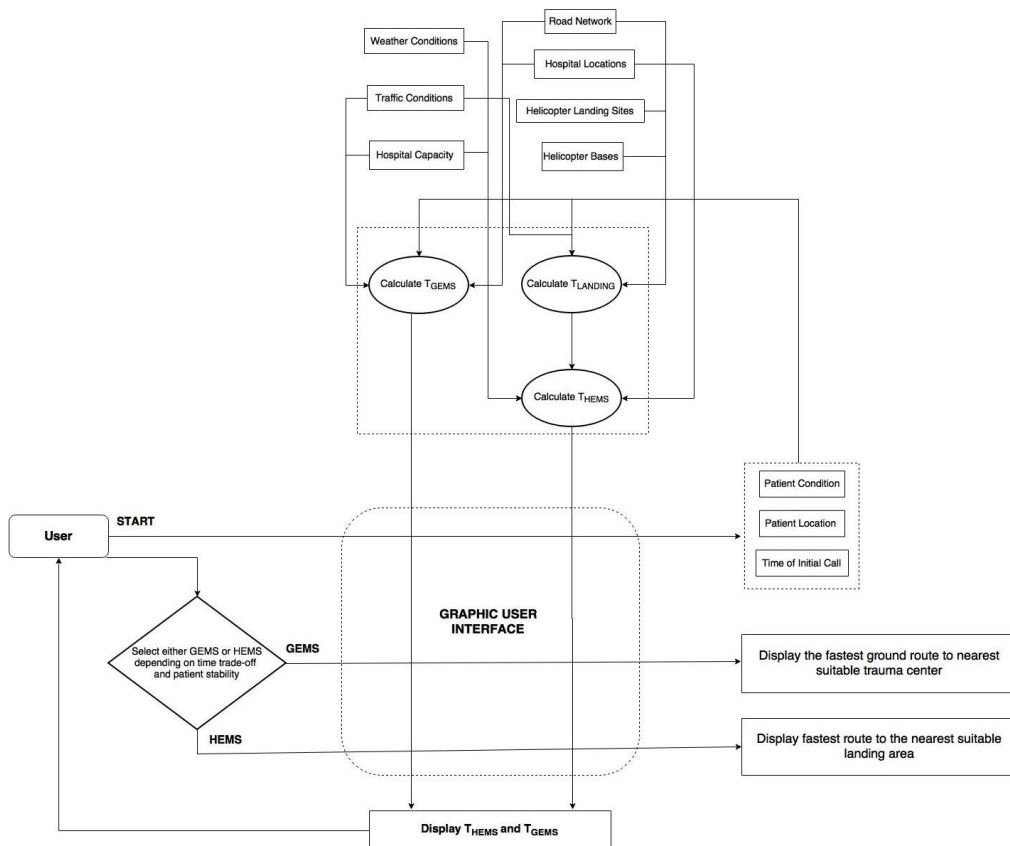 Road Network
Weather Conditions
Hospital Locations
Traffic Conditions
Helicopter Landing Sites
Hospital Capacity
Helicopter Bases
Calculate TGEMS
Calculate TLANDING
Calculate THEMS
Patient Condition
START
User
Patient Location
Time of Initial Call
GRAPHIC USER
INTERFACE
Select either GEMS or HEMS
depending on time trade-off
and patient stability
GEMS
Display the fastest ground route to nearest
suitable trauma center
HEMS
Display fastest route to the nearest suitable
landing area
Display THEMS and TGEMS